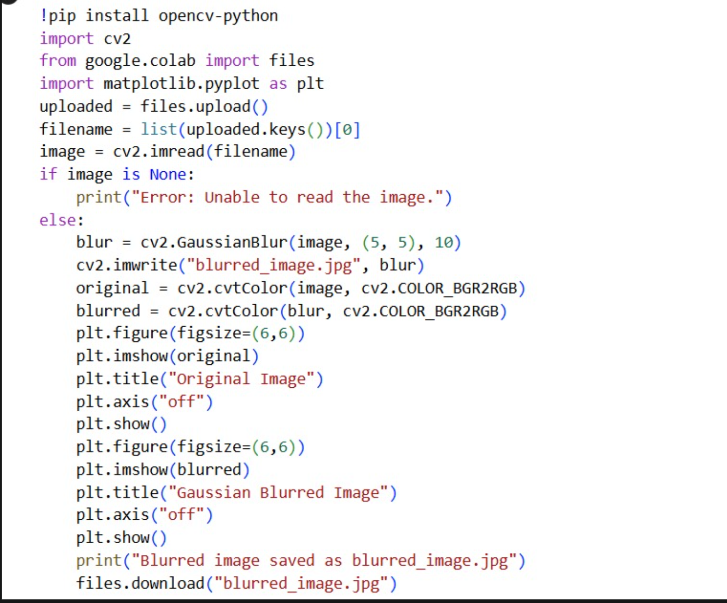 !pip install opencv-python
import cv2
from google.colab import files
import matplotlib.pyplot as plt
uploaded = files.upload()
filename = list(uploaded.keys())[0]
image = cv2.imread(filename)
if image is None:
    print("Error: Unable to read the image.")
else:
    blur = cv2.GaussianBlur(image, (5, 5), 10)
    cv2.imwrite("blurred_image.jpg", blur)
    original = cv2.cvtColor(image, cv2.COLOR_BGR2RGB)
    blurred = cv2.cvtColor(blur, cv2.COLOR_BGR2RGB)
    plt.figure(figsize=(6,6))
    plt.imshow(original)
    plt.title("Original Image")
    plt.axis("off")
    plt.show()
    plt.figure(figsize=(6,6))
    plt.imshow(blurred)
    plt.title("Gaussian Blurred Image")
    plt.axis("off")
    plt.show()
    print("Blurred image saved as blurred_image.jpg")
    files.download("blurred_image.jpg")